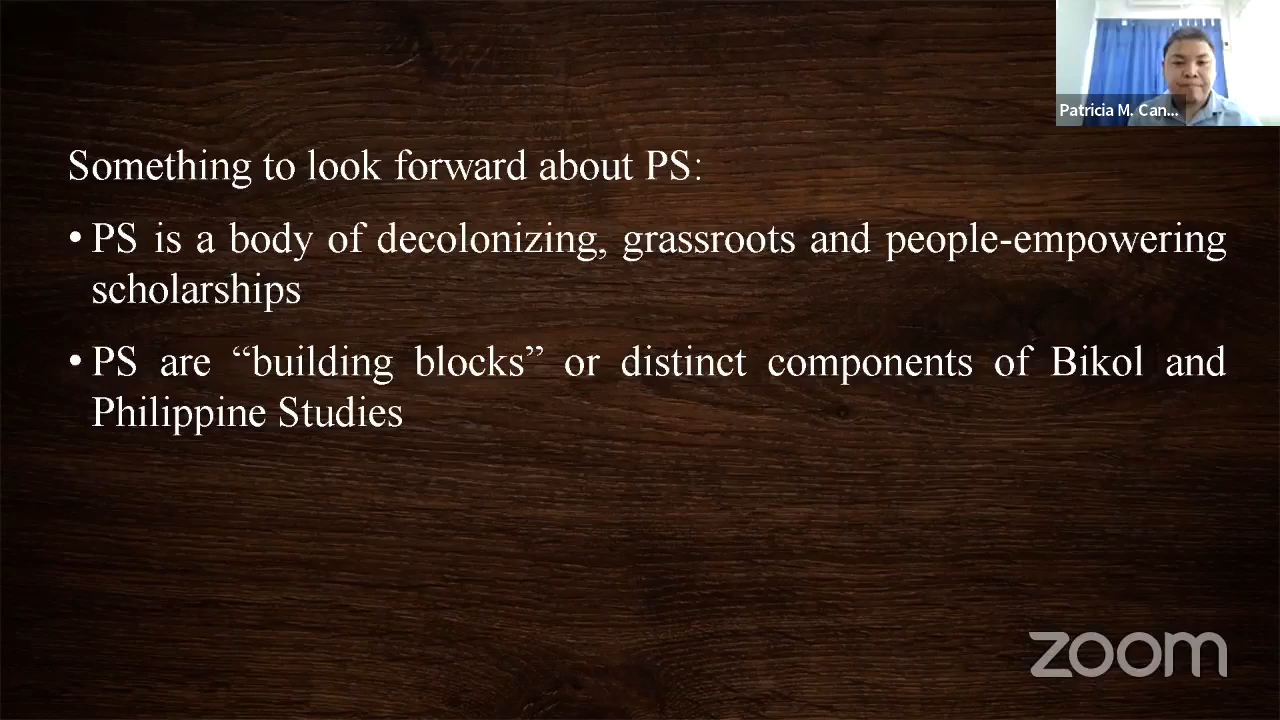 Patricia M. Can...
Something to look forward about PS:
• PS is a body of decolonizing, grassroots and people-empowering
scholarships
• PS are “building blocks” or distinct components of Bikol and
Philippine Studies
zoom